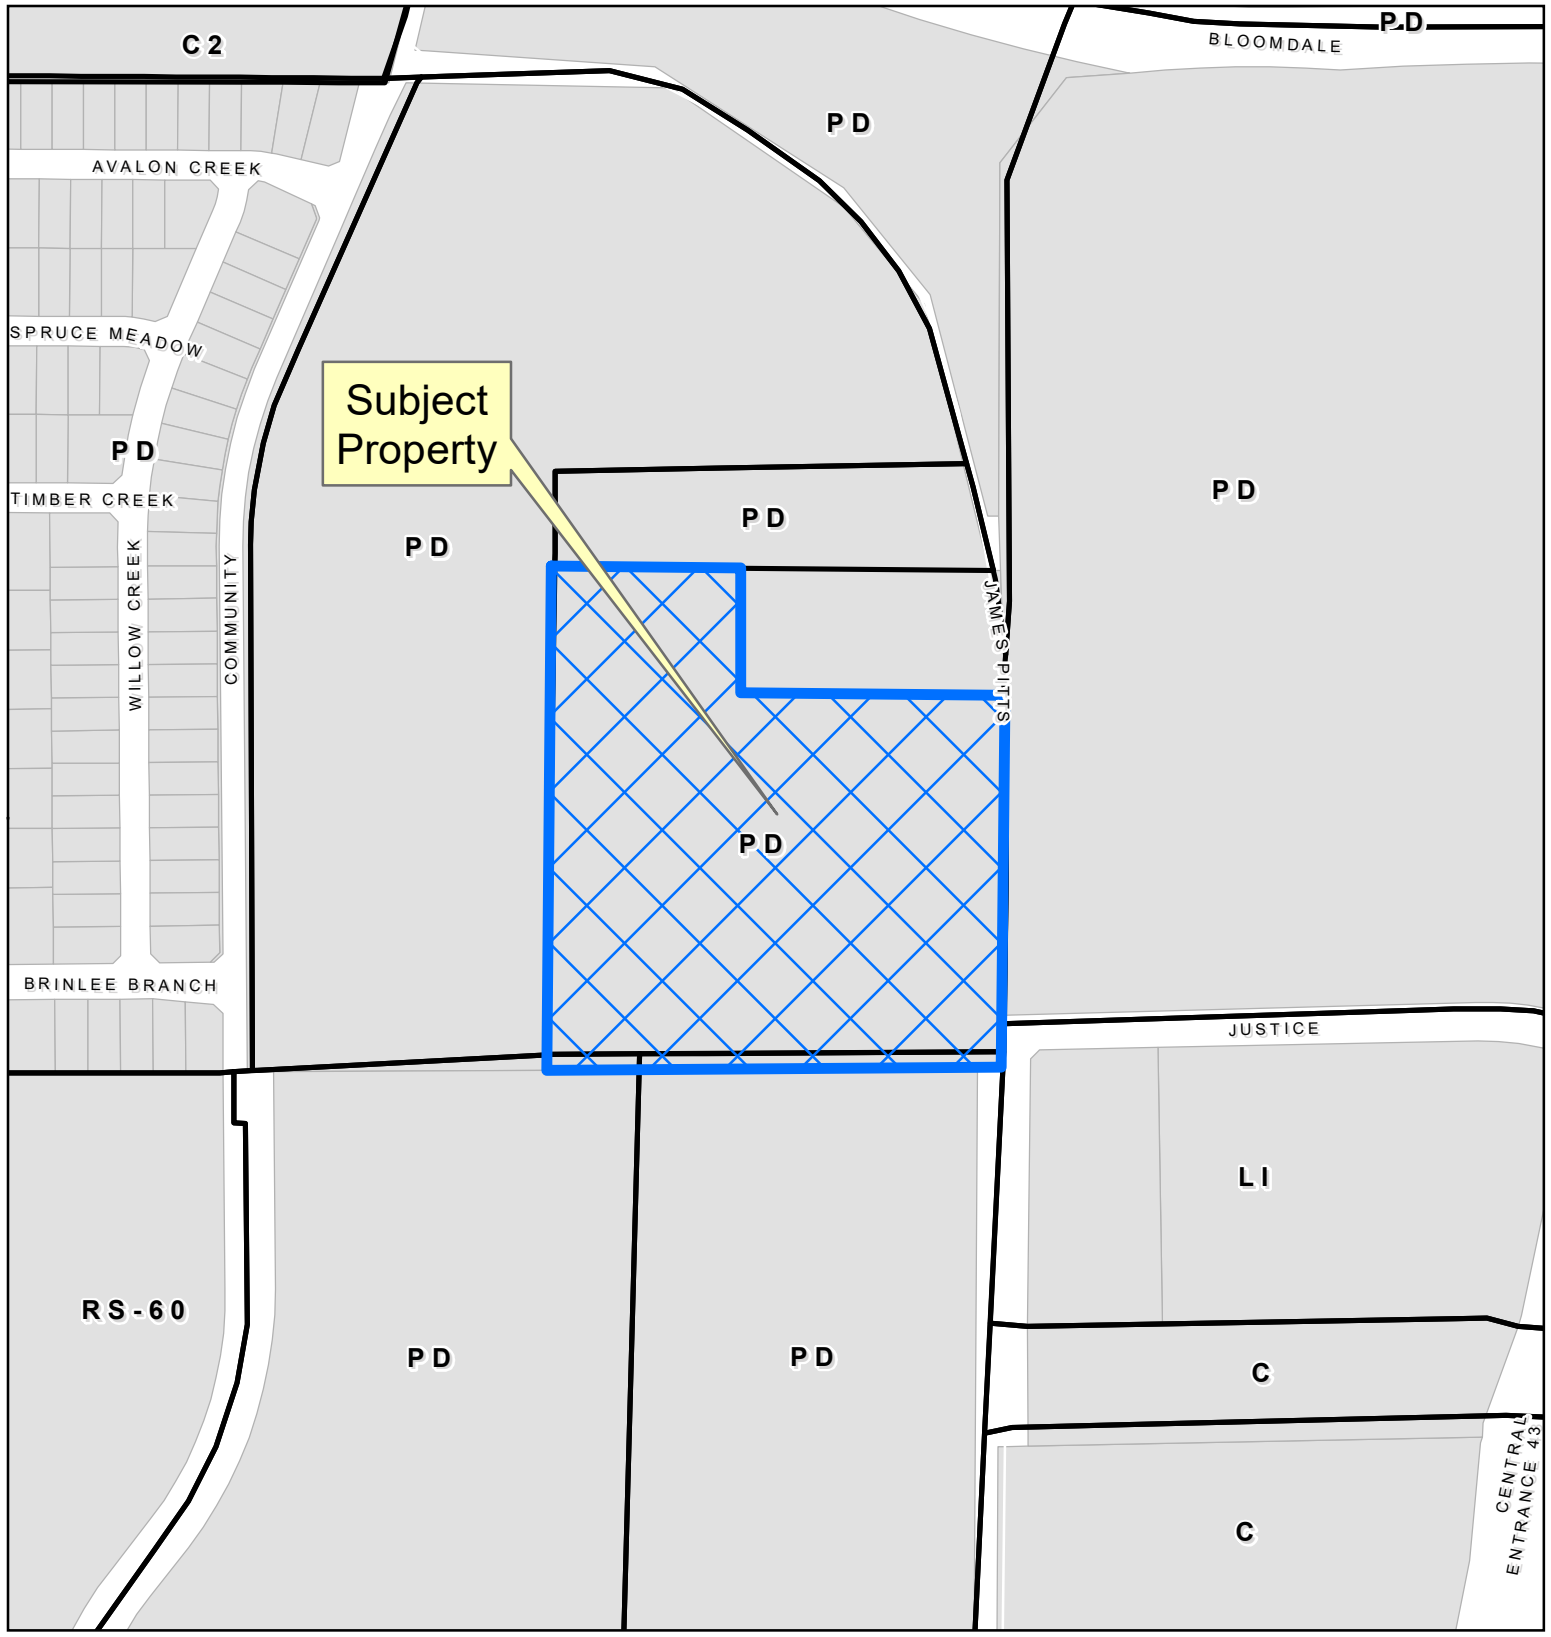 PD
C2
BLOOMDALE
PD
AVALON CREEK
SPRUCE MEADOW
Subject
Property
PD
TIMBER CREEK
PD
PD
PD
WILLOW CREEK
COMMUNITY
JAMES PITTS
PD
BRINLEE BRANCH
JUSTICE
LI
RS-60
PD
PD
C
CENTRAL
ENTRANCE 43
C